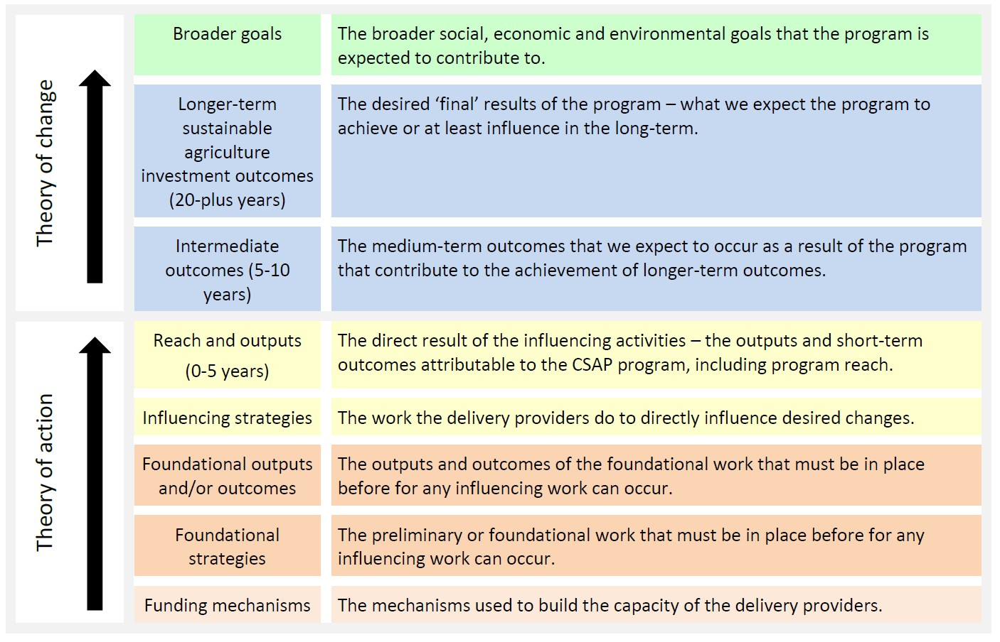 Theory of change
Broader goals
The broader social, economic and environmental goals that the program is
expected to contribute to.
Longer-term
sustainable
agriculture
investment outcomes
(20-plus years)
The desired ‘final’ results of the program – what we expect the program to
achieve or at least influence in the long-term.
Intermediate
outcomes (5-10
years)
The medium-term outcomes that we expect to occur as a result of the program
that contribute to the achievement of longer-term outcomes.
Theory of action
Reach and outputs
(0-5 years)
The direct result of the influencing activities – the outputs and short-term
outcomes attributable to the CSAP program, including program reach.
Influencing strategies
The work the delivery providers do to directly influence desired changes.
Foundational outputs
and/or outcomes
The outputs and outcomes of the foundational work that must be in place
before for any influencing work can occur.
Foundational
strategies
The preliminary or foundational work that must be in place before for any
influencing work can occur.
Funding mechanisms
The mechanisms used to build the capacity of the delivery providers.